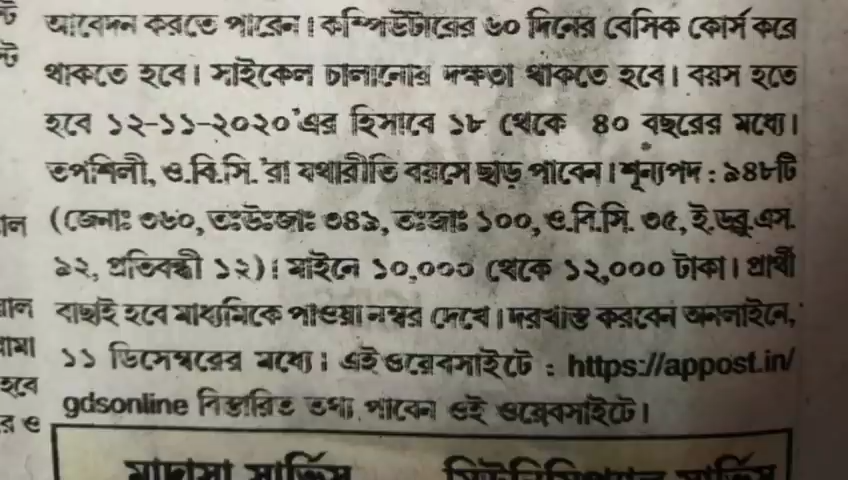 আবেদন করতে পারেন। কম্পিউটারের ৬০ দিনের বেসিক কোর্স করে
থাকতে হবে। সাইকেল চালানোর দক্ষতা থাকতে হবে। বয়স হতে
হবে ১২-১১-২০২০'এর হিসাবে ১৮ থেকে ৪০ বছরের মধ্যে।
তপশিলী, ও.বি.সি.'রা যথারীতি বয়সে ছাড় পাবেন। শূন্যপদ : ৯৪৮টি
ান (জেনাঃ ৩৬০, তঃউঃজাঃ ৩৪৯, তঃজাঃ ১০০, ও.বি.সি. ৩৫, ই.ডব্লু.এস.
৯২, প্রতিবন্ধী ১২)। মাইনে ১০,০০০ থেকে ১২,০০০ টাকা। প্রার্থী
বাছাই হবে মাধ্যমিকে পাওয়া নম্বর দেখে। দরখাস্ত করবেন অনলাইনে,
১১ ডিসেম্বরের মধ্যে। এই ওয়েবসাইটে : https://appost.in/
হবে gdsonline বিস্তারিত তথ্য পাবেন ওই ওয়েবসাইটে।
র ও